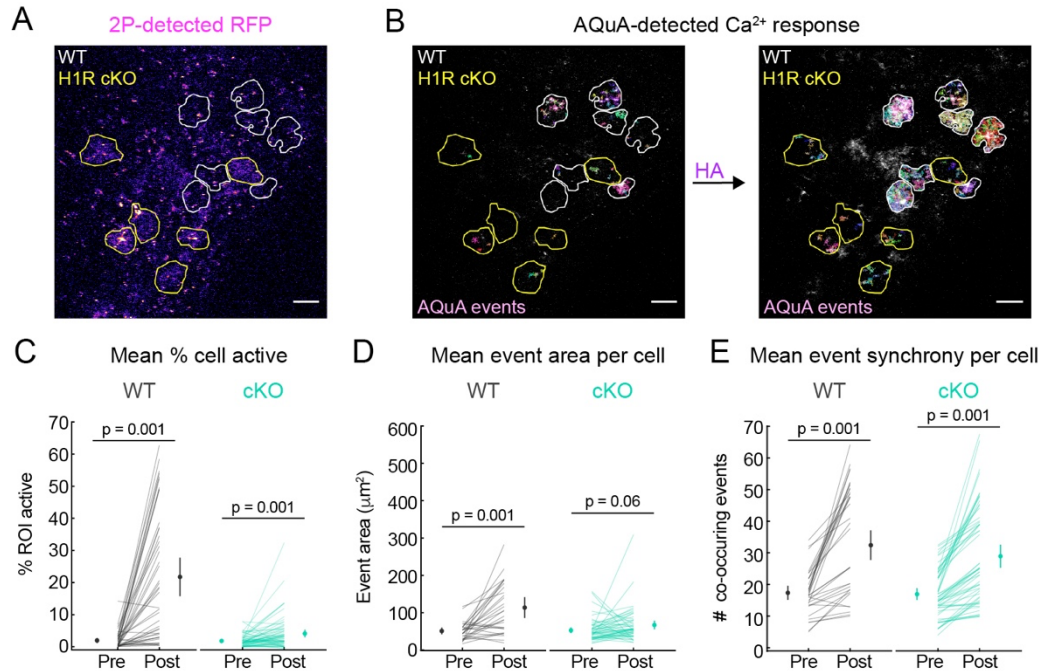 A
2P-detected RFP
WT
H1R cKO
B
AQuA-detected Ca²⁺ response
WT
H1R cKO
AQuA events
HA
WT
H1R cKO
AQuA events
C
Mean % cell active
WT
cKO
% ROI active
70
60
50
40
30
20
10
0
p = 0.001
p = 0.001
Pre Post
Pre Post
D
Mean event area per cell
WT
cKO
Event area (µm²)
600
500
400
300
200
100
0
p = 0.001
p = 0.06
Pre Post
Pre Post
E
Mean event synchrony per cell
WT
cKO
# co-occuring events
70
60
50
40
30
20
10
0
p = 0.001
p = 0.001
Pre Post
Pre Post